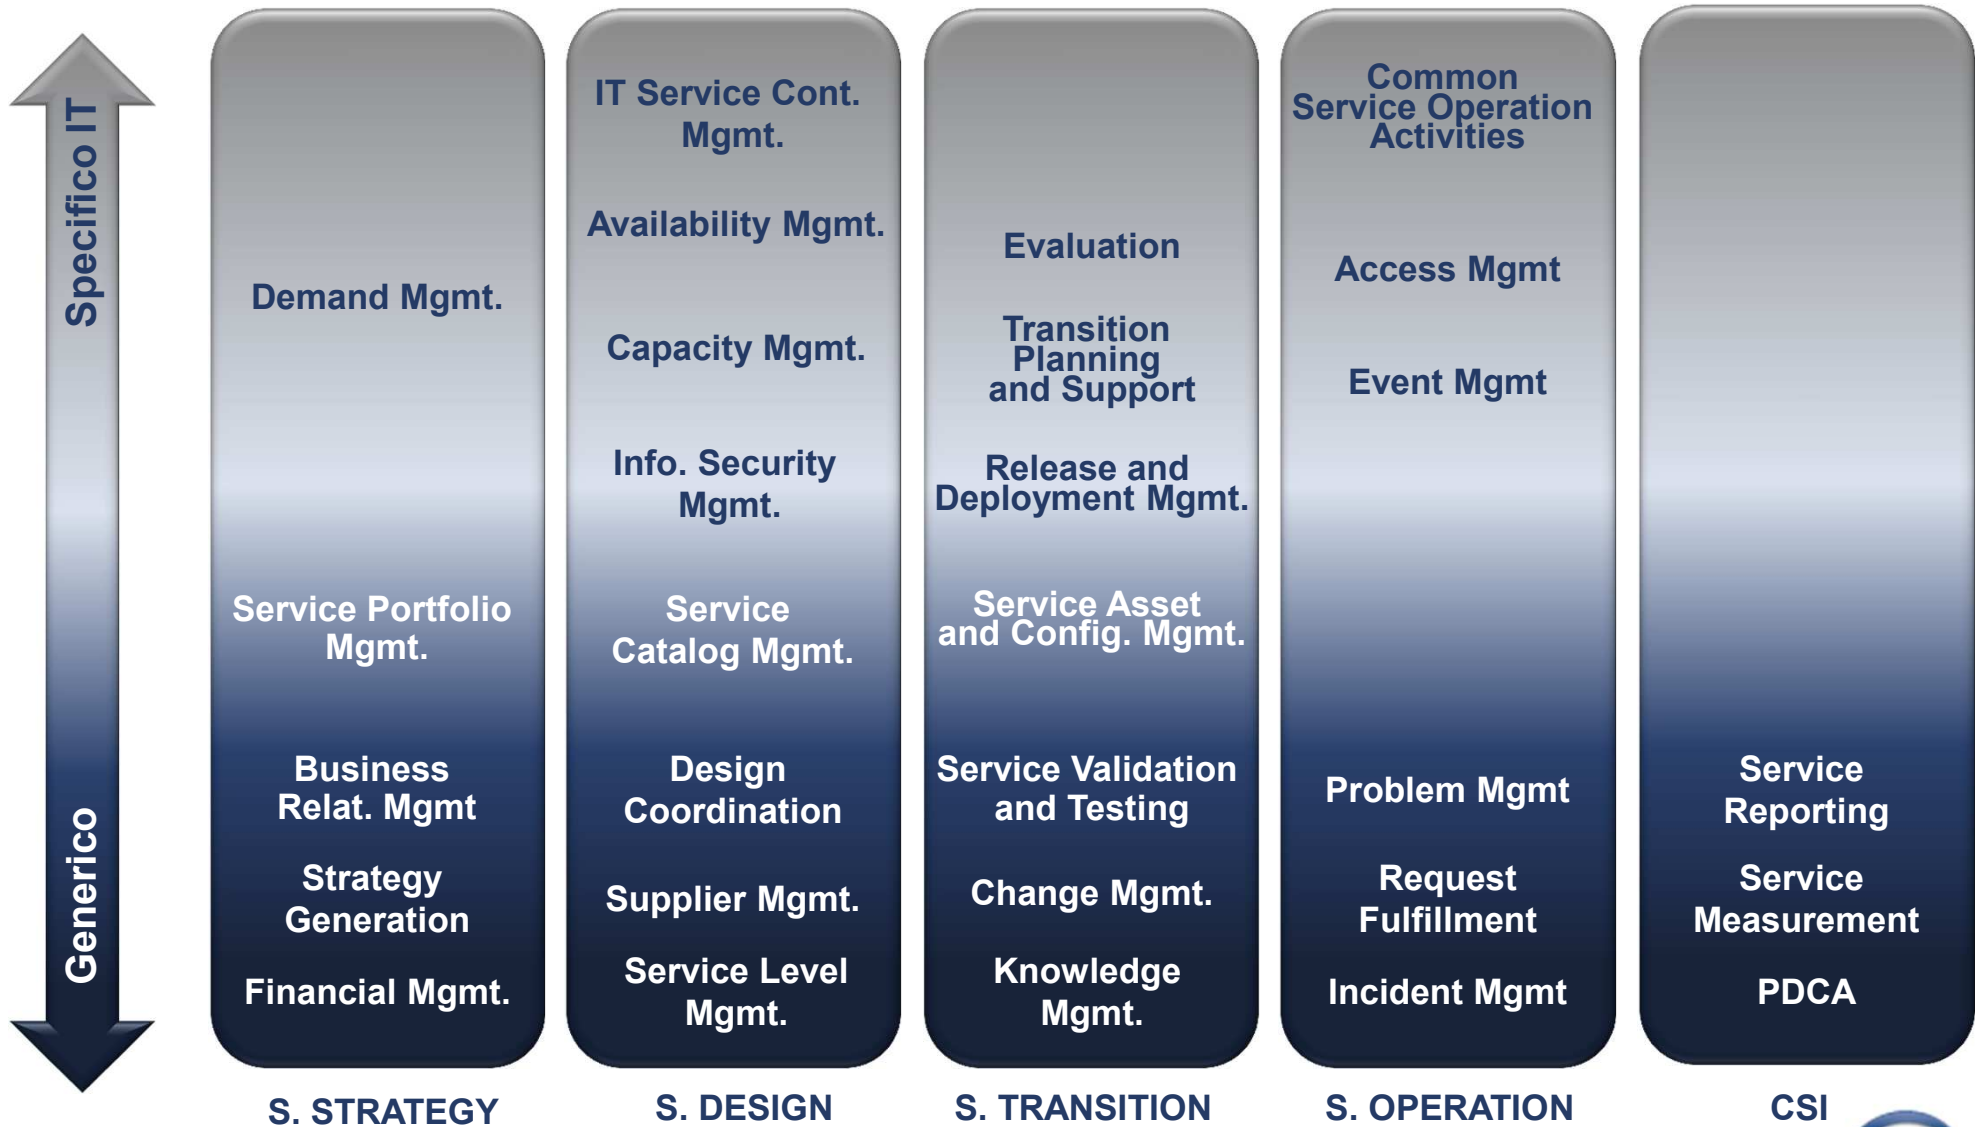 Specifico IT
Generico
Demand Mgmt.
Service Portfolio
Mgmt.
Business
Relat. Mgmt
Strategy
Generation
Financial Mgmt.
S. STRATEGY
IT Service Cont.
Mgmt.
Availability Mgmt.
Capacity Mgmt.
Info. Security
Mgmt.
Service
Catalog Mgmt.
Design
Coordination
Supplier Mgmt.
Service Level
Mgmt.
S. DESIGN
Evaluation
Transition
Planning
and Support
Release and
Deployment Mgmt.
Service Asset
and Config. Mgmt.
Service Validation
and Testing
Change Mgmt.
Knowledge
Mgmt.
S. TRANSITION
Common
Service Operation
Activities
Access Mgmt
Event Mgmt
Problem Mgmt
Request
Fulfillment
Incident Mgmt
S. OPERATION
Service
Reporting
Service
Measurement
PDCA
CSI